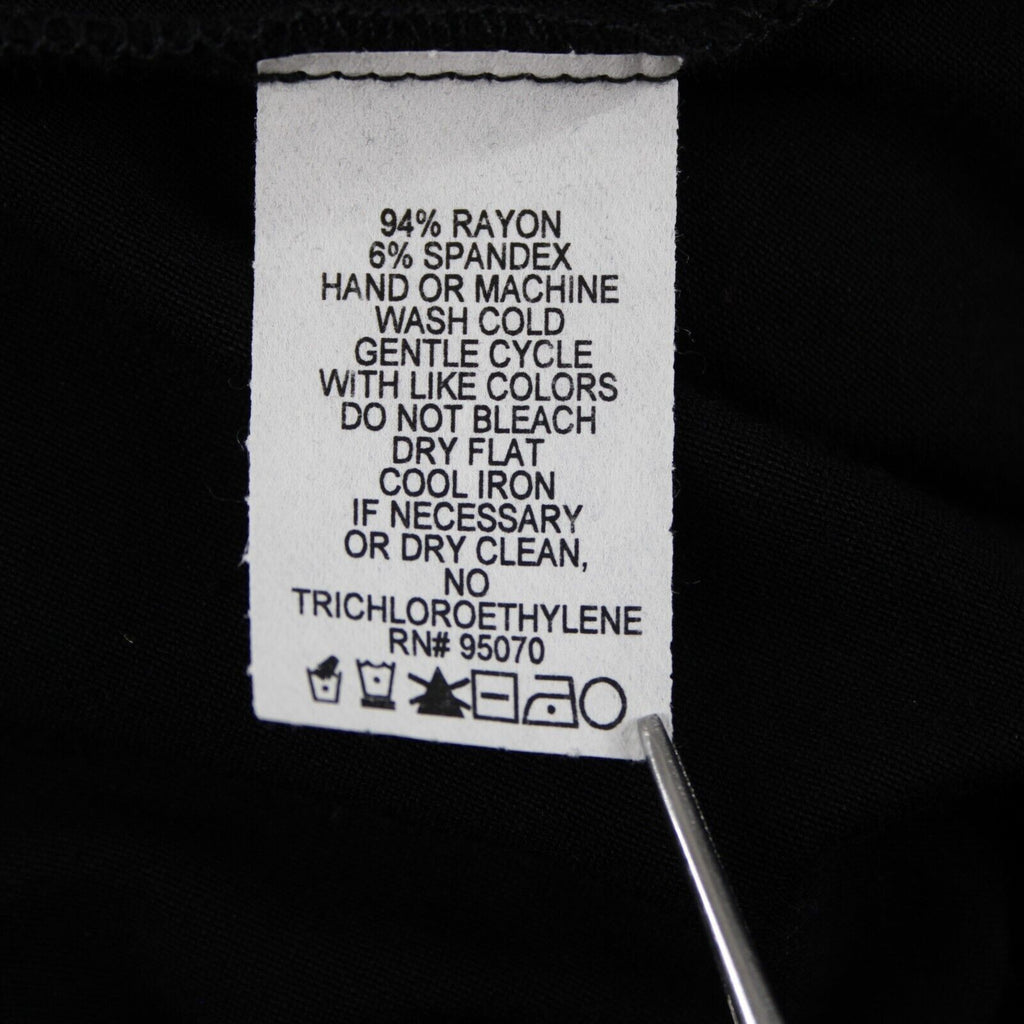 94% RAYON
6% SPANDEX
HAND OR MACHINE
WASH COLD
GENTLE CYCLE
WITH LIKE COLORS
DO NOT BLEACH
DRY FLAT
COOL IRON
IF NECESSARY
OR DRY CLEAN,
NO
TRICHLOROETHYLENE
RN# 95070